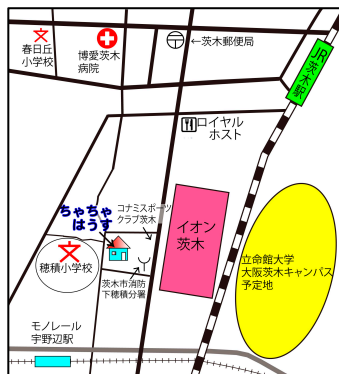 春日丘
小学校
博愛茨木
病院
←茨木郵便局
JR
茨木駅
ロイヤル
ホスト
ちゃちゃ
はうす
コナミスポーツ
クラブ茨木
イオン
茨木
穂積小学校
茨木市消防
下穂積分署
立命館大学
大阪茨木キャンパス
予定地
モノレール
宇野辺駅